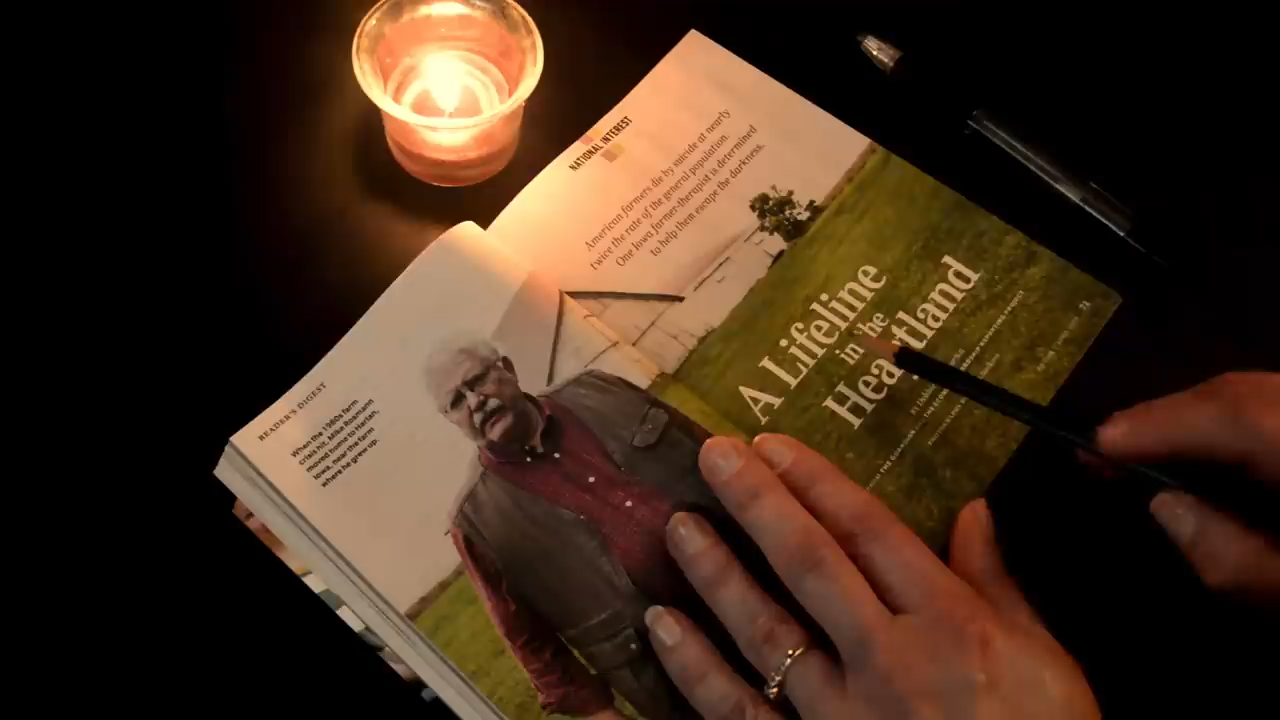 READER'S DIGEST
When the 1980s farm
crisis hit, Mike Rosmann
moved home to Harlan,
Iowa, near the farm
where he grew up.
NATIONAL INTEREST
American farmers die by suicide at nearly
twice the rate of the general population.
One Iowa farmer-therapist is determined
to help them escape the darkness.
A Lifeline
in the
Heartland